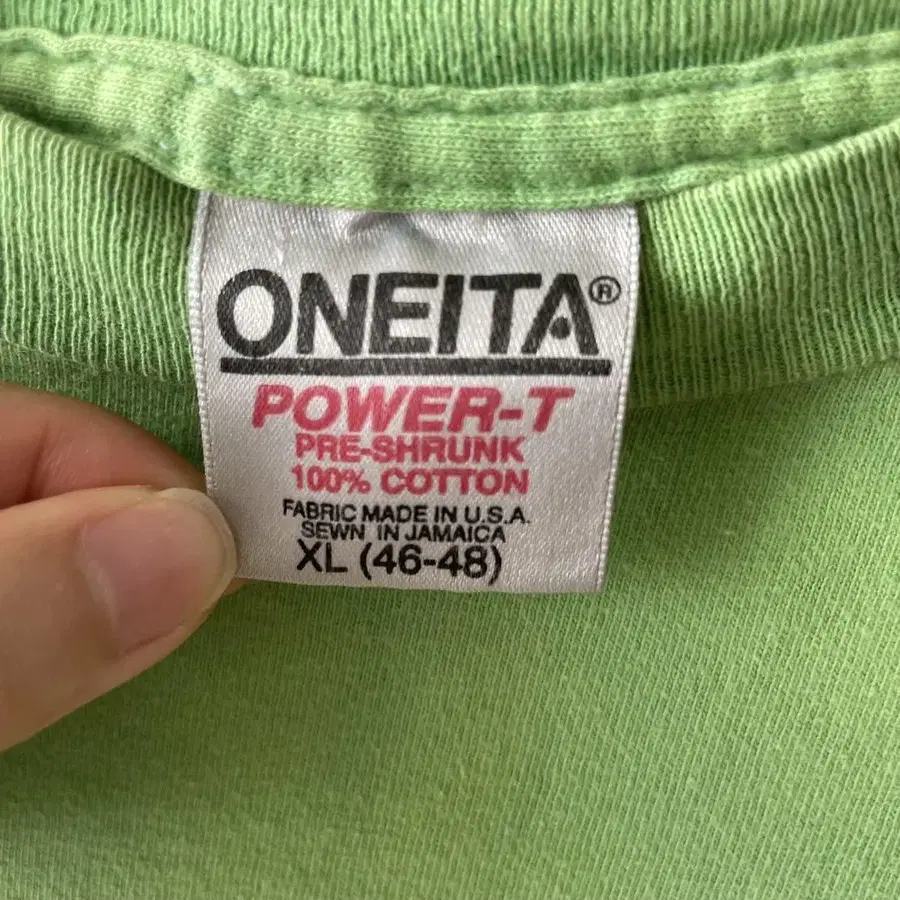 ONEITA®
POWER-T
PRE-SHRUNK
100% COTTON
FABRIC MADE IN U.S.A.
SEWN IN JAMAICA
XL (46-48)